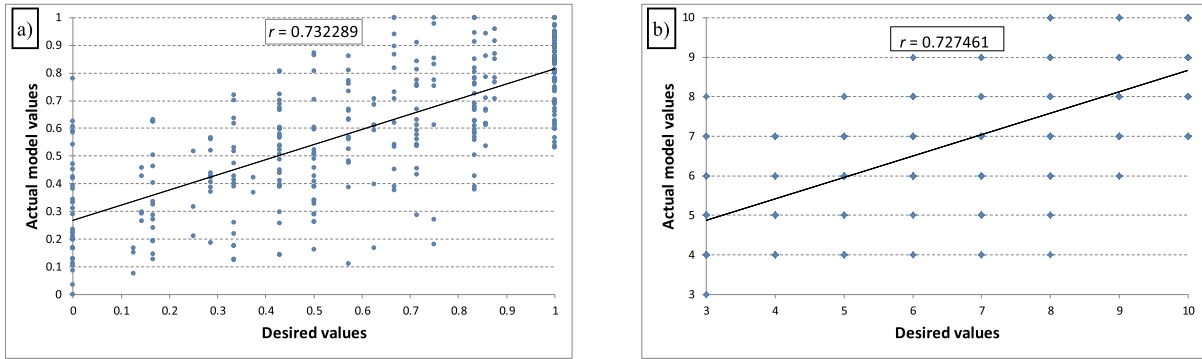 a)
r = 0.732289
Actual model values
1
0.9
0.8
0.7
0.6
0.5
0.4
0.3
0.2
0.1
0
0 0.1 0.2 0.3 0.4 0.5 0.6 0.7 0.8 0.9 1
Desired values
b)
r = 0.727461
Actual model values
10
9
8
7
6
5
4
3
3 4 5 6 7 8 9 10
Desired values